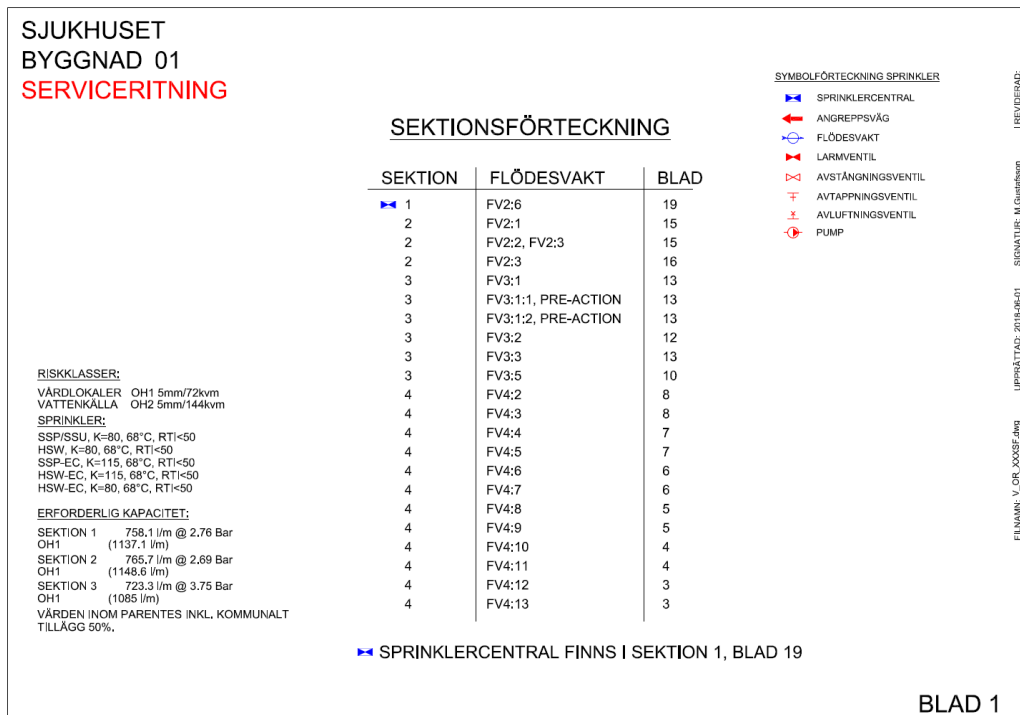 SJUKHUSET
BYGGNAD 01
SERVICERITNING
SEKTIONSFÖRTECKNING
SEKTION FLÖDESVAKT BLAD
1 FV2:6 19
2 FV2:1 15
2 FV2:2, FV2:3 15
2 FV2:3 16
3 FV3:1 13
3 FV3:1:1, PRE-ACTION 13
3 FV3:1:2, PRE-ACTION 13
3 FV3:2 12
3 FV3:3 13
3 FV3:5 10
4 FV4:2 8
4 FV4:3 8
4 FV4:4 7
4 FV4:5 7
4 FV4:6 6
4 FV4:7 6
4 FV4:8 5
4 FV4:9 5
4 FV4:10 4
4 FV4:11 4
4 FV4:12 3
4 FV4:13 3
SPRINKLERCENTRAL FINNS I SEKTION 1, BLAD 19
RISKKLASSER:
VÅRDLOKALER OH1 5mm/72kvm
VATTENKÄLLA OH2 5mm/144kvm
SPRINKLER:
SSP/SSU, K=80, 68°C, RTI<50
HSW, K=80, 68°C, RTI<50
SSP-EC, K=115, 68°C, RTI<50
HSW-EC, K=115, 68°C, RTI<50
HSW-EC, K=80, 68°C, RTI<50
ERFORDERLIG KAPACITET:
SEKTION 1 758.1 l/m @ 2.76 Bar
OH1 (1137.1 l/m)
SEKTION 2 765.7 l/m @ 2.69 Bar
OH1 (1148.6 l/m)
SEKTION 3 723.3 l/m @ 3.75 Bar
OH1 (1085 l/m)
VÄRDEN INOM PARENTES INKL. KOMMUNALT
TILLÄGG 50%.
SYMBOLFÖRTECKNING SPRINKLER
SPRINKLERCENTRAL
ANGREPPSVÄG
FLÖDESVAKT
LARMVENTIL
AVSTÄNGNINGSVENTIL
AVTAPPNINGSVENTIL
AVLUFTNINGSVENTIL
PUMP
FILNAMN: V_OR_XXXSF.dwg UPPRÄTTAD: 2018-06-01 SIGNATUR: M.Gustafsson REVIDERAD:
BLAD 1